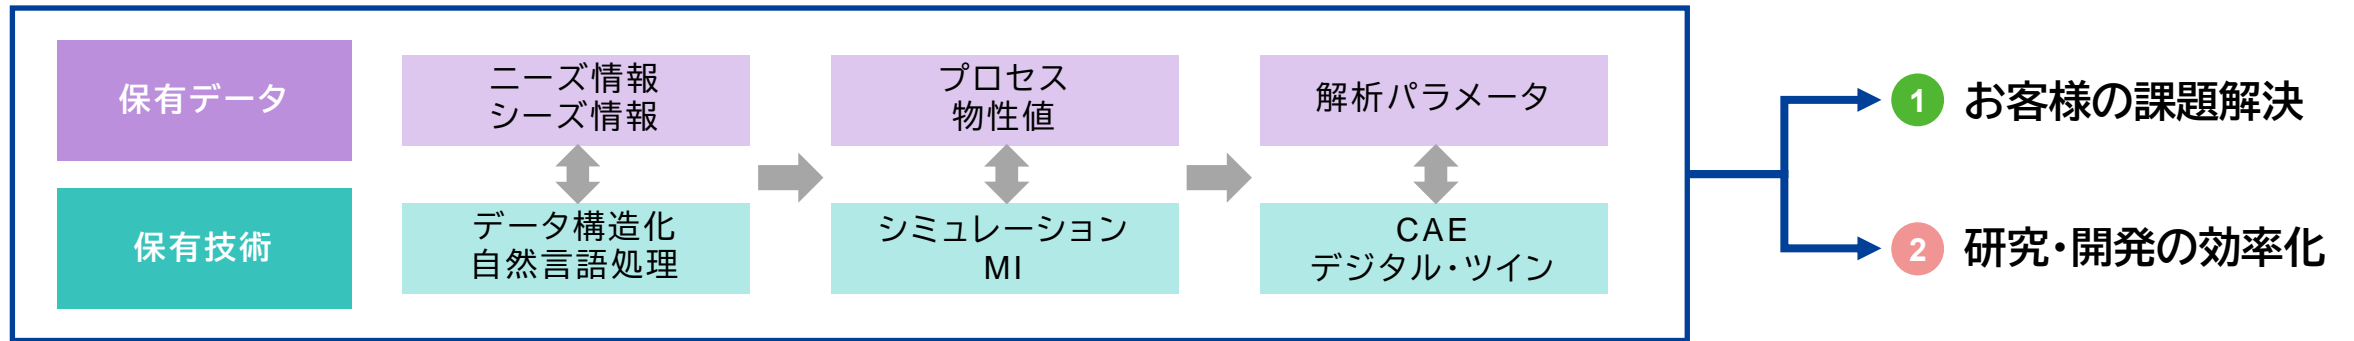 保有データ
ニーズ情報
シーズ情報
プロセス
物性値
解析パラメータ
保有技術
データ構造化
自然言語処理
シミュレーション
MI
CAE
デジタル・ツイン
1 お客様の課題解決
2 研究・開発の効率化